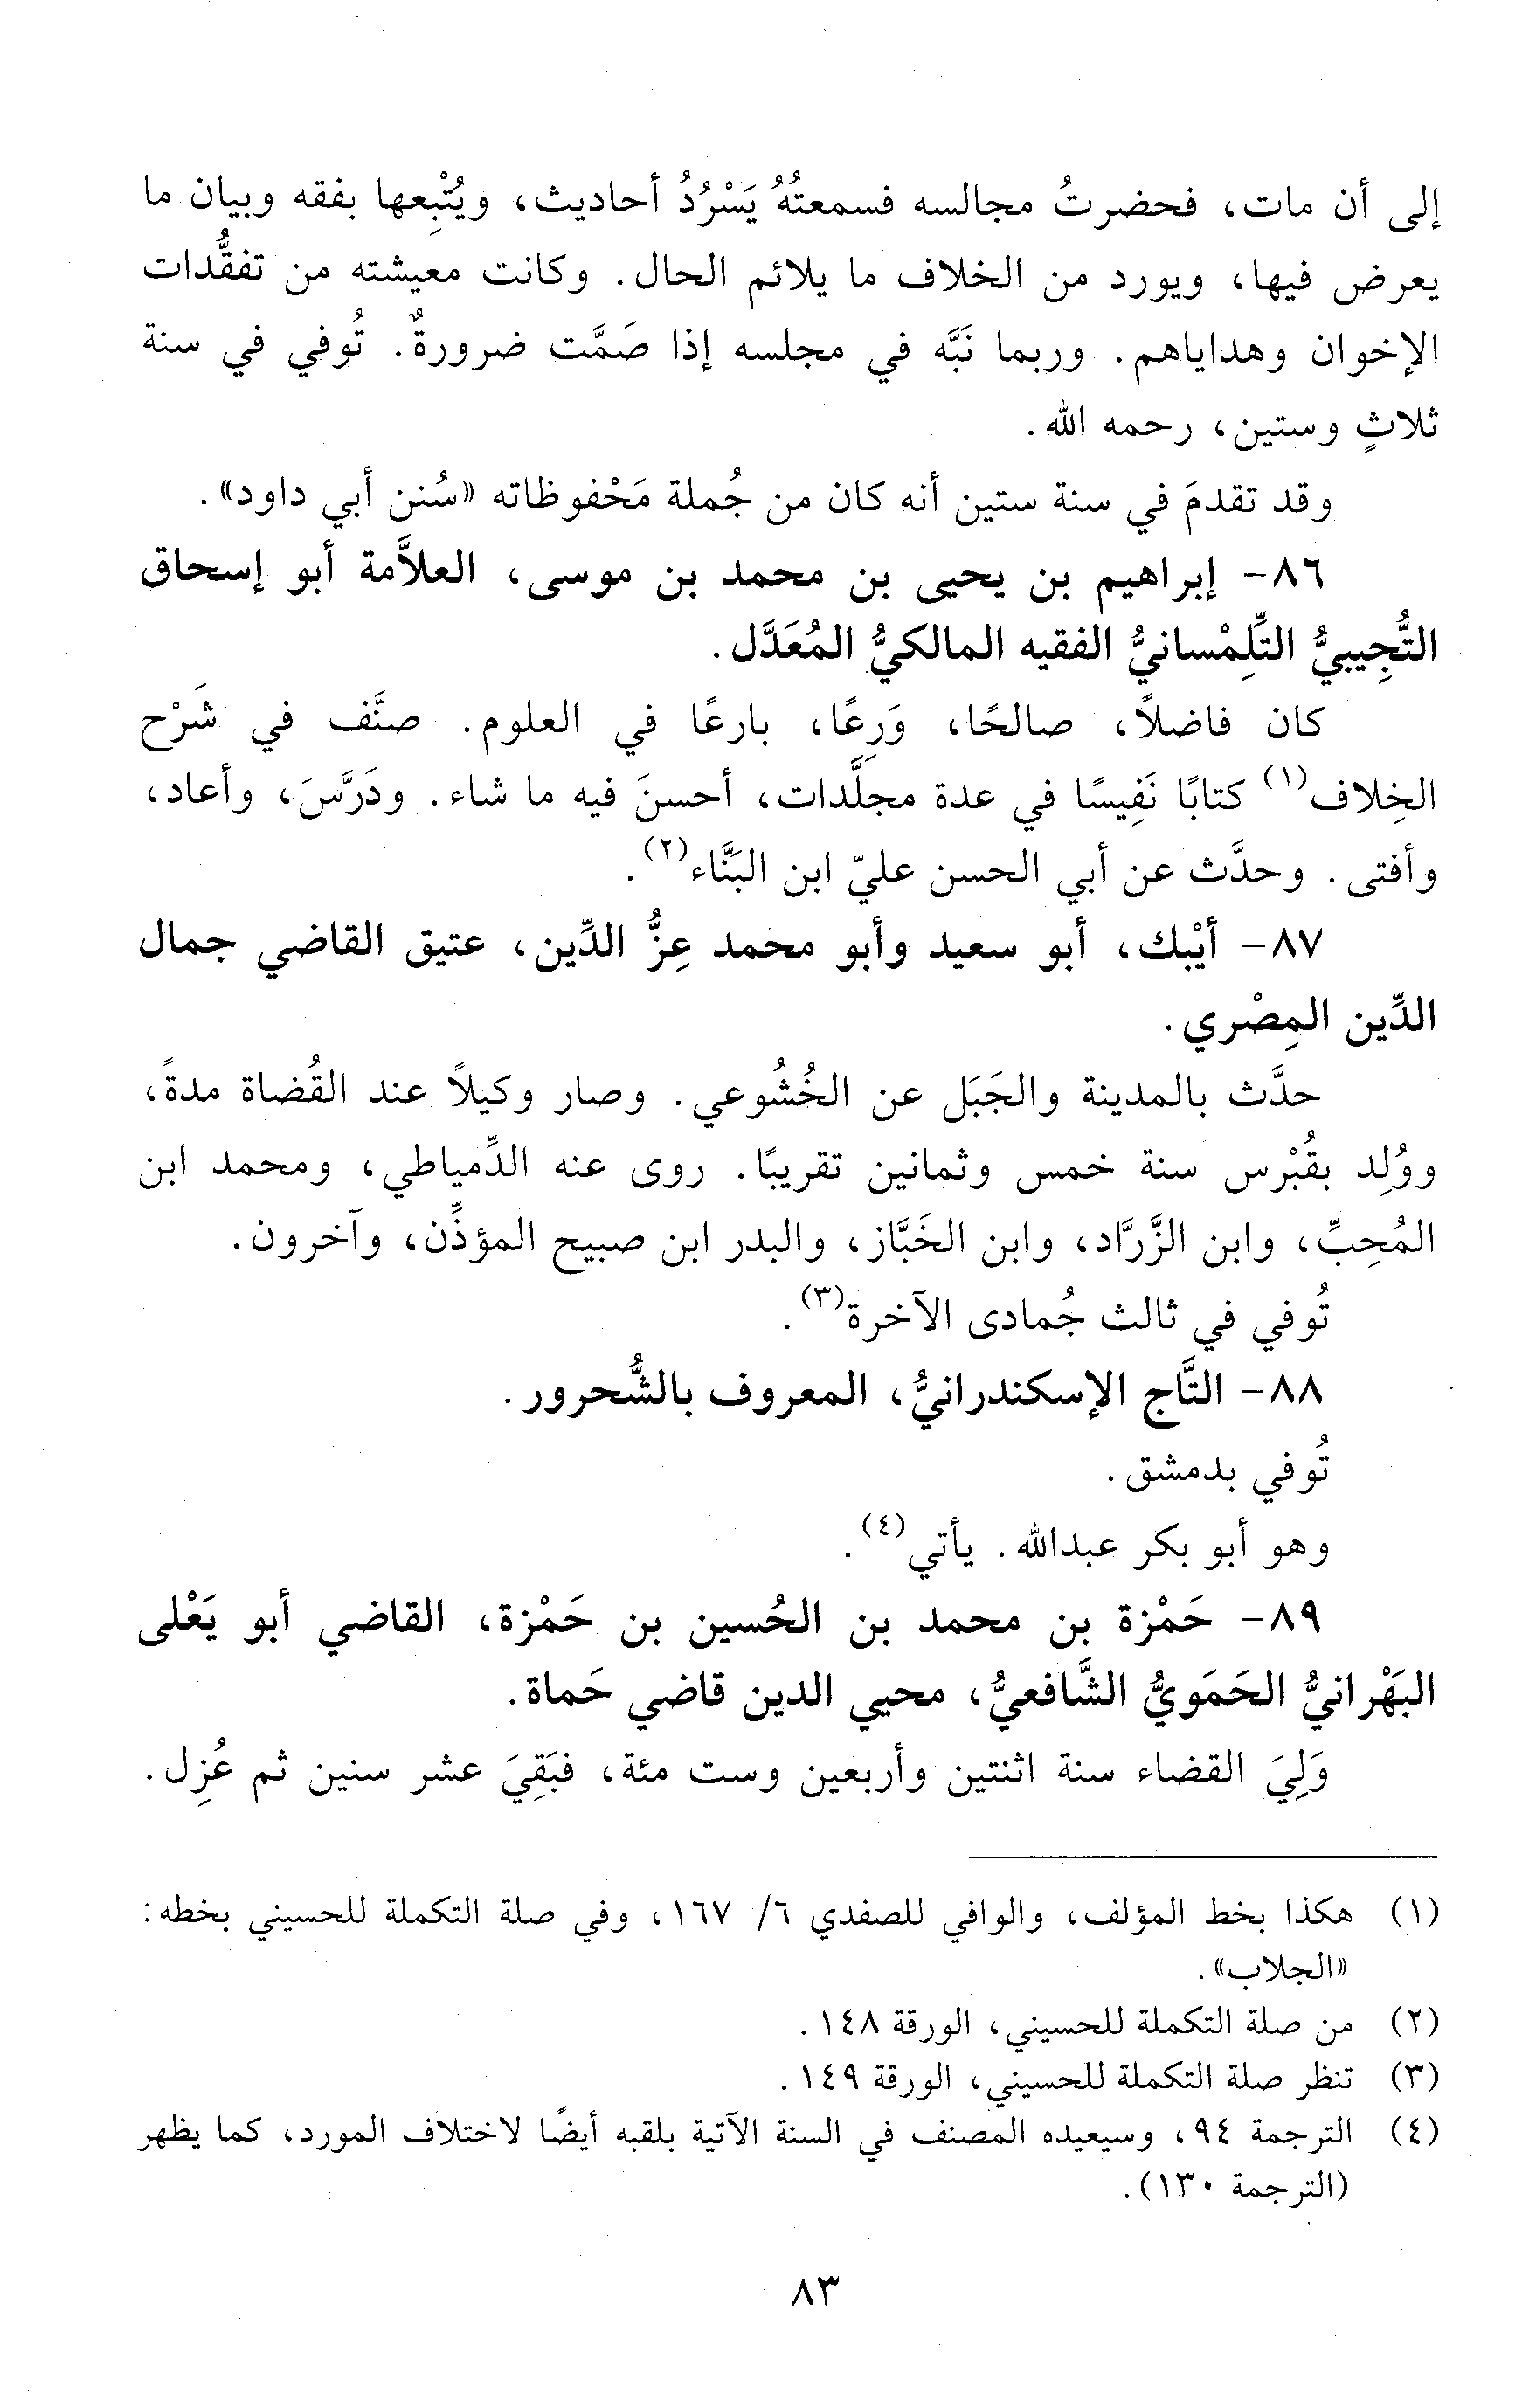 إلى أن مات، فحضرتُ مجالسه فسمعتُهُ يَسْرُدُ أحاديث، ويُتْبِعها بفقه وبيان ما
يعرض فيها، ويورد من الخلاف ما يلائم الحال. وكانت معيشته من تفقُّدات
الإخوان وهداياهم. وربما نَبَّه في مجلسه إذا صَمَّت ضرورةٌ. تُوفي في سنة
ثلاثٍ وستين، رحمه الله.
وقد تقدمَ في سنة ستين أنه كان من جُملة مَحْفوظاته «سُنن أبي داود».
٨٦- إبراهيم بن يحيى بن محمد بن موسى، العلاَّمة أبو إسحاق
التُّجِيبيُّ التِّلِمْسانيُّ الفقيه المالكيُّ المُعَدَّل.
كان فاضلاً، صالحًا، وَرِعًا، بارعًا في العلوم. صنَّف في شَرْح
الخِلاف(١) كتابًا نَفِيسًا في عدة مجلَّدات، أحسنَ فيه ما شاء. ودَرَّسَ، وأعاد،
وأفتى. وحدَّث عن أبي الحسن عليّ ابن البَنَّاء(٢).
٨٧- أيْبك، أبو سعيد وأبو محمد عِزُّ الدِّين، عتيق القاضي جمال
الدِّين المِصْري.
حدَّث بالمدينة والجَبَل عن الخُشُوعي. وصار وكيلاً عند القُضاة مدةً،
ووُلِد بقُبْرس سنة خمس وثمانين تقريبًا. روى عنه الدِّمياطي، ومحمد ابن
المُحِبِّ، وابن الزَّرَّاد، وابن الخَبَّاز، والبدر ابن صبيح المؤذِّن، وآخرون.
تُوفي في ثالث جُمادى الآخرة(٣).
٨٨- التَّاج الإسكندرانيُّ، المعروف بالشُّحرور.
تُوفي بدمشق.
وهو أبو بكر عبدالله. يأتي(٤).
٨٩- حَمْزة بن محمد بن الحُسين بن حَمْزة، القاضي أبو يَعْلى
البَهْرانيُّ الحَمَويُّ الشَّافعيُّ، محيي الدين قاضي حَماة.
وَلِيَ القضاء سنة اثنتين وأربعين وست مئة، فبَقِيَ عشر سنين ثم عُزِل.
(١) هكذا بخط المؤلف، والوافي للصفدي ٦/ ١٦٧، وفي صلة التكملة للحسيني بخطه:
«الجلاب».
(٢) من صلة التكملة للحسيني، الورقة ١٤٨.
(٣) تنظر صلة التكملة للحسيني، الورقة ١٤٩.
(٤) الترجمة ٩٤، وسيعيده المصنف في السنة الآتية بلقبه أيضًا لاختلاف المورد، كما يظهر
(الترجمة ١٣٠).
٨٣